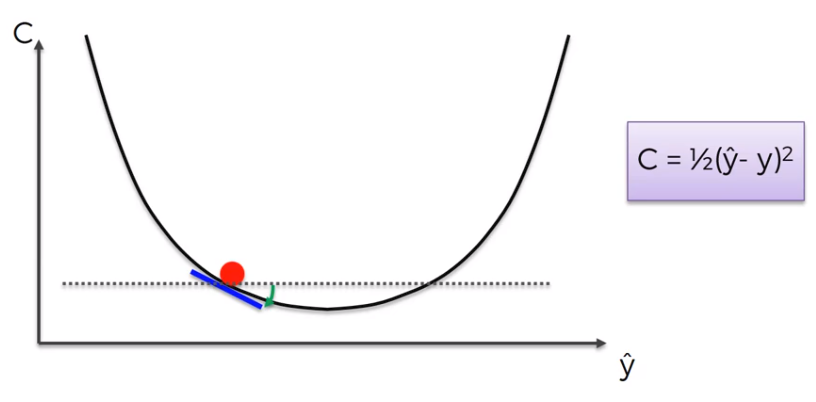 C
C = ½(ŷ- y)²
ŷ